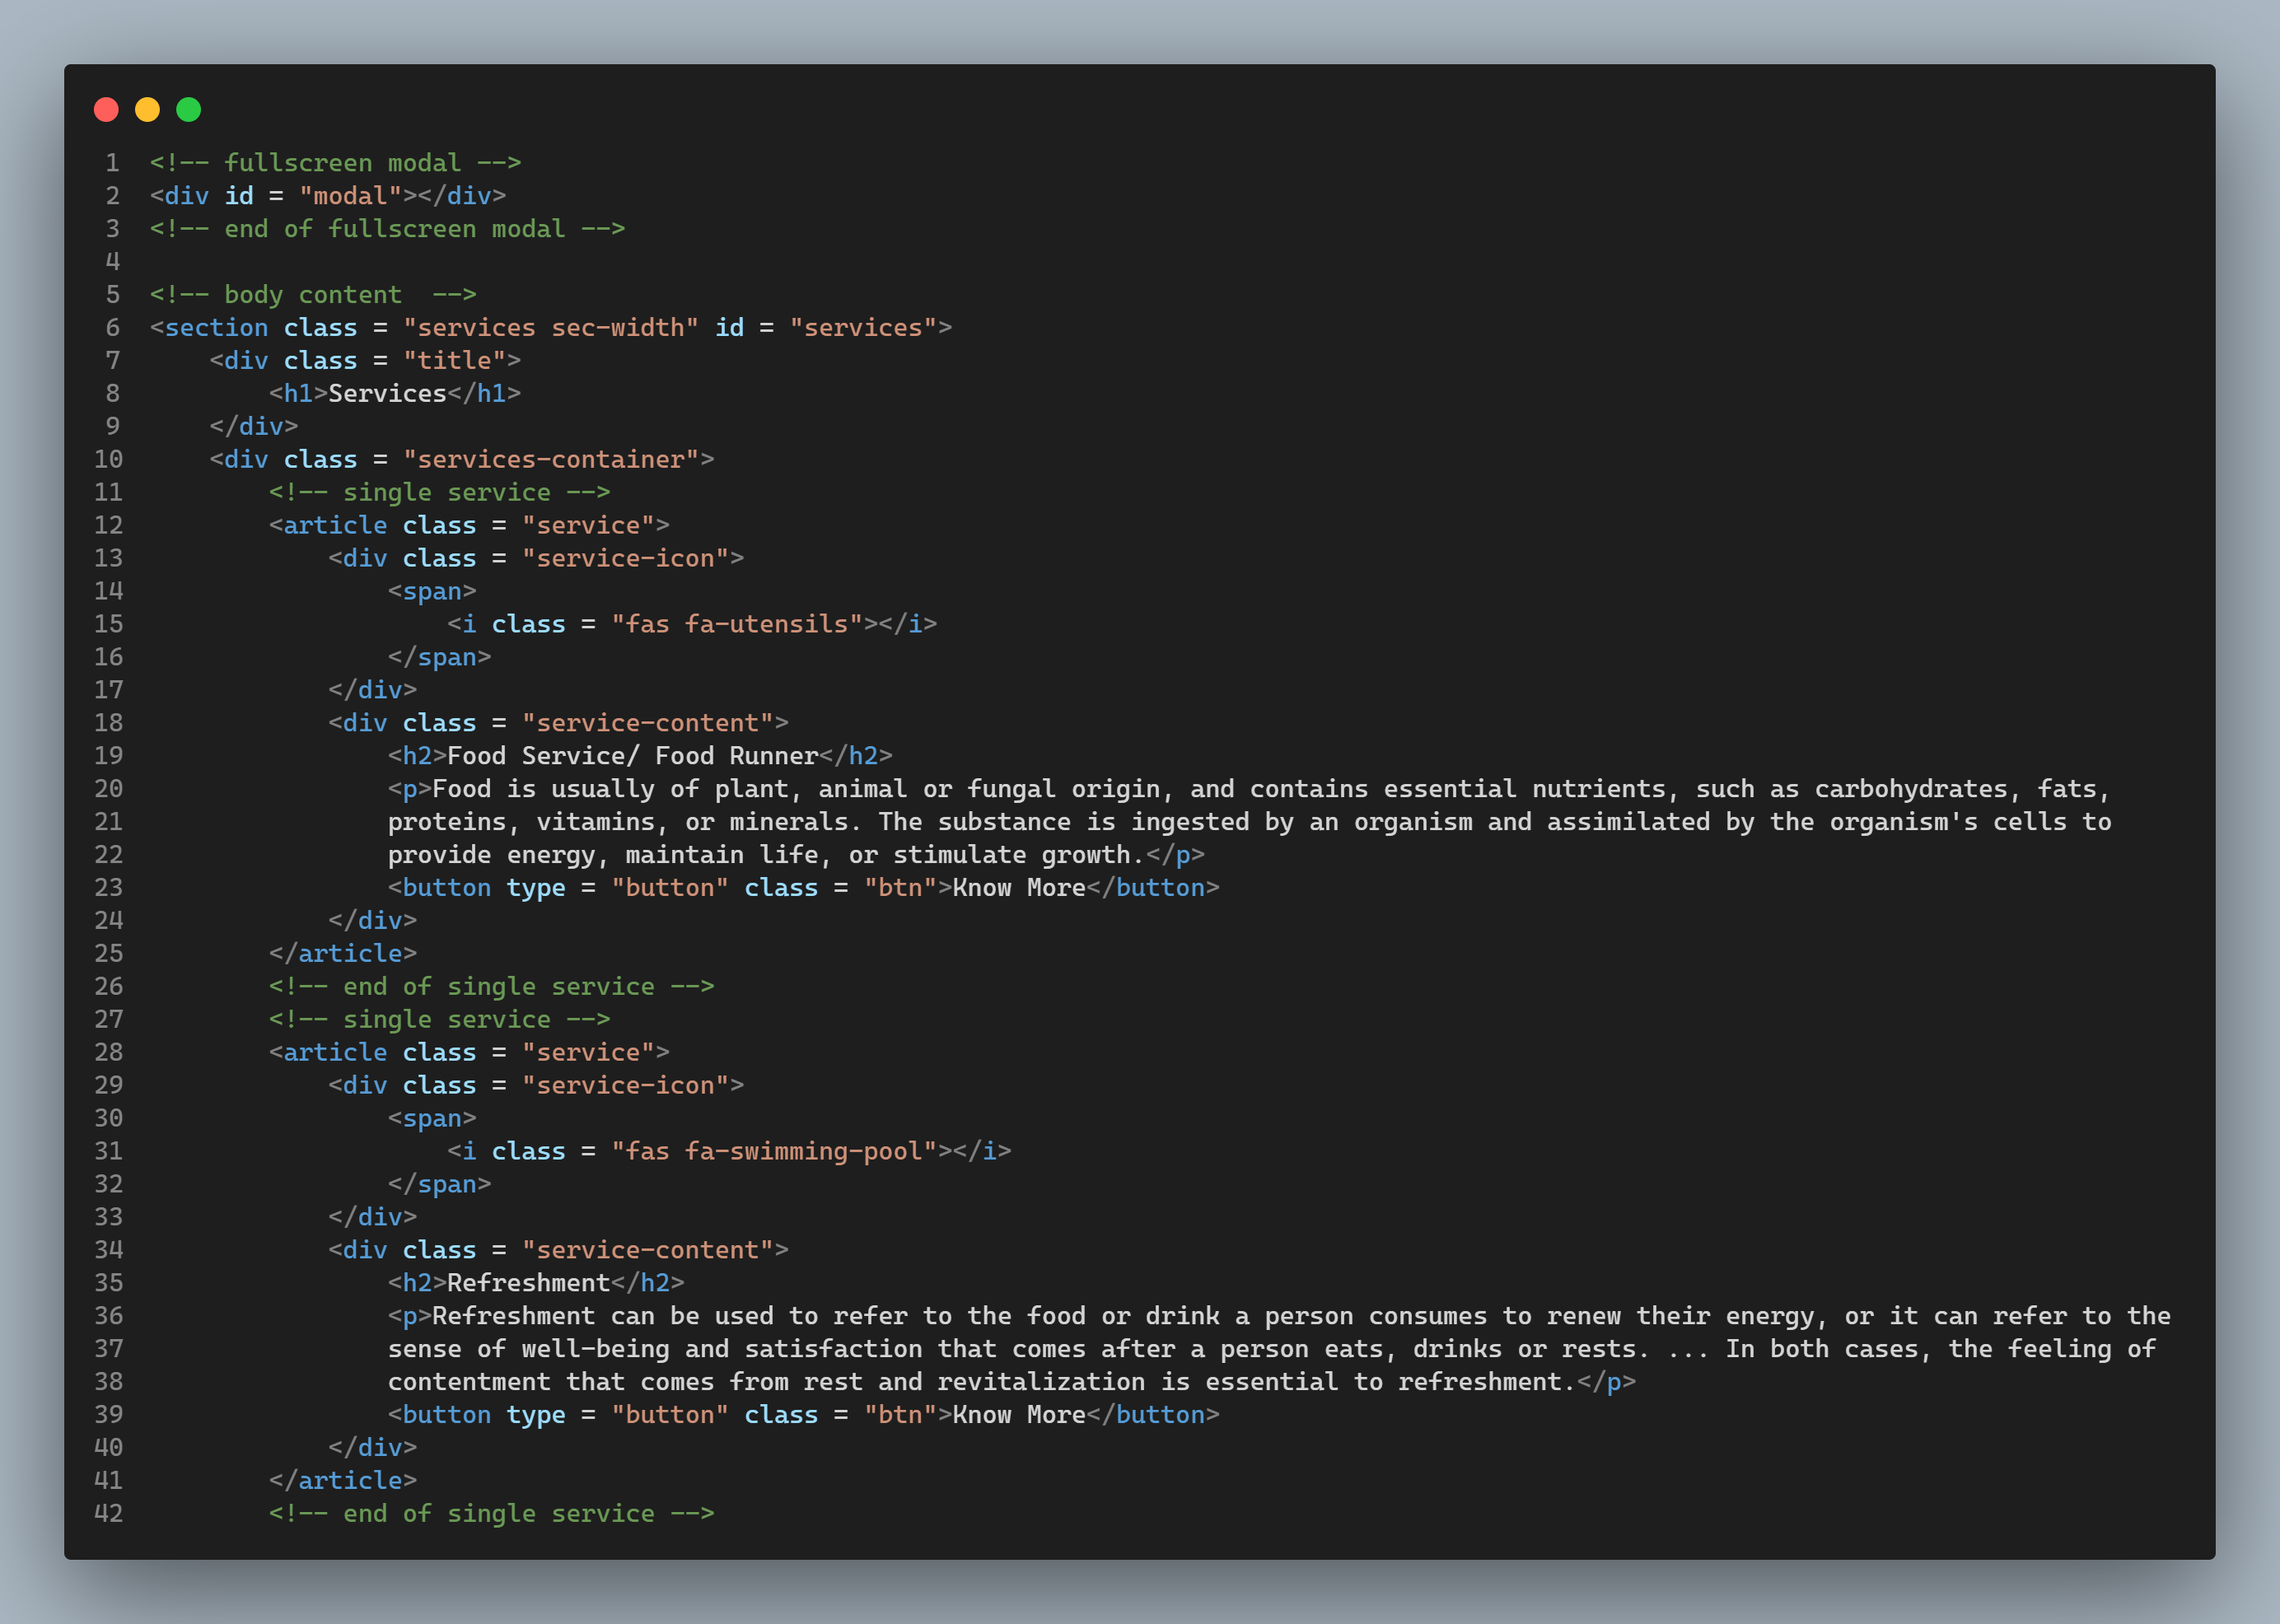 1 <!-- fullscreen modal -->
2 <div id = "modal"></div>
3 <!-- end of fullscreen modal -->
4
5 <!-- body content  -->
6 <section class = "services sec-width" id = "services">
7     <div class = "title">
8         <h1>Services</h1>
9     </div>
10     <div class = "services-container">
11         <!-- single service -->
12         <article class = "service">
13             <div class = "service-icon">
14                 <span>
15                     <i class = "fas fa-utensils"></i>
16                 </span>
17             </div>
18             <div class = "service-content">
19                 <h2>Food Service/ Food Runner</h2>
20                 <p>Food is usually of plant, animal or fungal origin, and contains essential nutrients, such as carbohydrates, fats,
21                 proteins, vitamins, or minerals. The substance is ingested by an organism and assimilated by the organism's cells to
22                 provide energy, maintain life, or stimulate growth.</p>
23                 <button type = "button" class = "btn">Know More</button>
24             </div>
25         </article>
26         <!-- end of single service -->
27         <!-- single service -->
28         <article class = "service">
29             <div class = "service-icon">
30                 <span>
31                     <i class = "fas fa-swimming-pool"></i>
32                 </span>
33             </div>
34             <div class = "service-content">
35                 <h2>Refreshment</h2>
36                 <p>Refreshment can be used to refer to the food or drink a person consumes to renew their energy, or it can refer to the
37                 sense of well-being and satisfaction that comes after a person eats, drinks or rests. ... In both cases, the feeling of
38                 contentment that comes from rest and revitalization is essential to refreshment.</p>
39                 <button type = "button" class = "btn">Know More</button>
40             </div>
41         </article>
42         <!-- end of single service -->